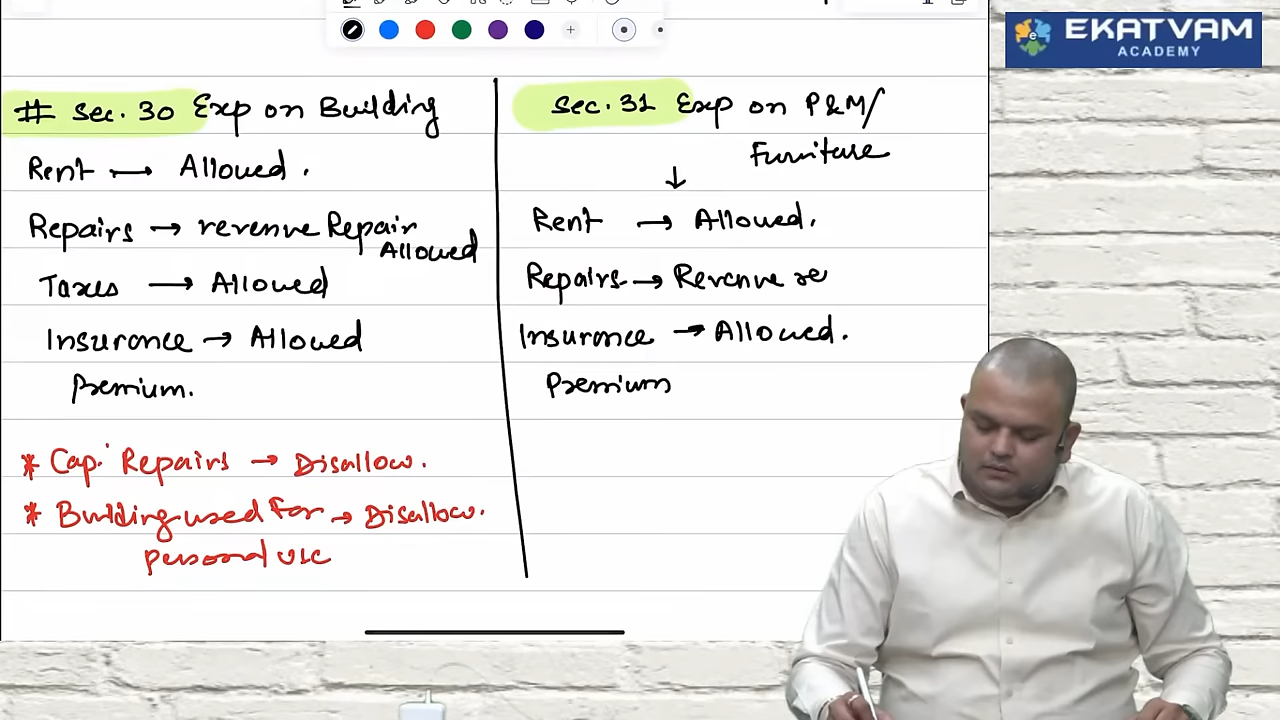 EKATVAM
ACADEMY
# Sec. 30 Exp on Building
Rent → Allowed.
Repairs → revenue Repair
Allowed
Taxes → Allowed
Insurance → Allowed
Premium.
* Cap. Repairs → Disallow.
* Building used for → Disallow.
personal use
Sec. 31 Exp on P&M/
Furniture
↓
Rent → Allowed.
Repairs → Revenue re
Insurance → Allowed.
Premium